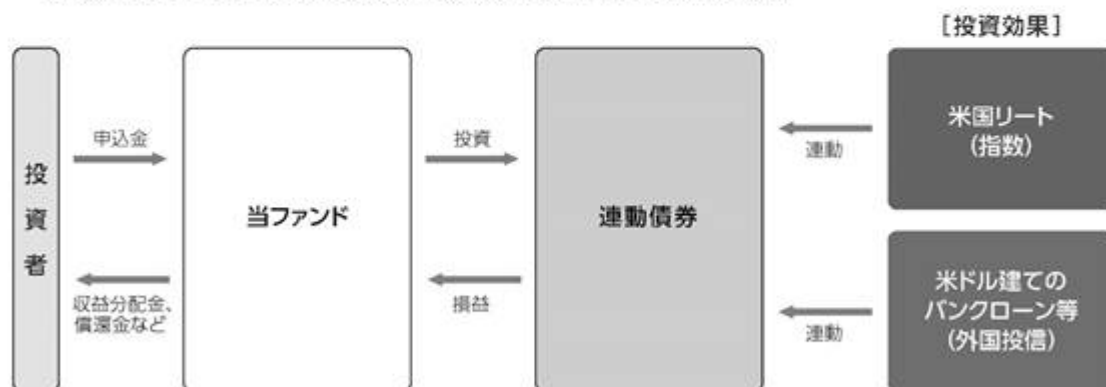 [投資効果]
投資者
申込金
収益分配金、
償還金など
当ファンド
投資
損益
連動債券
連動
連動
米国リート
(指数)
米ドル建ての
バンクローン等
(外国投信)